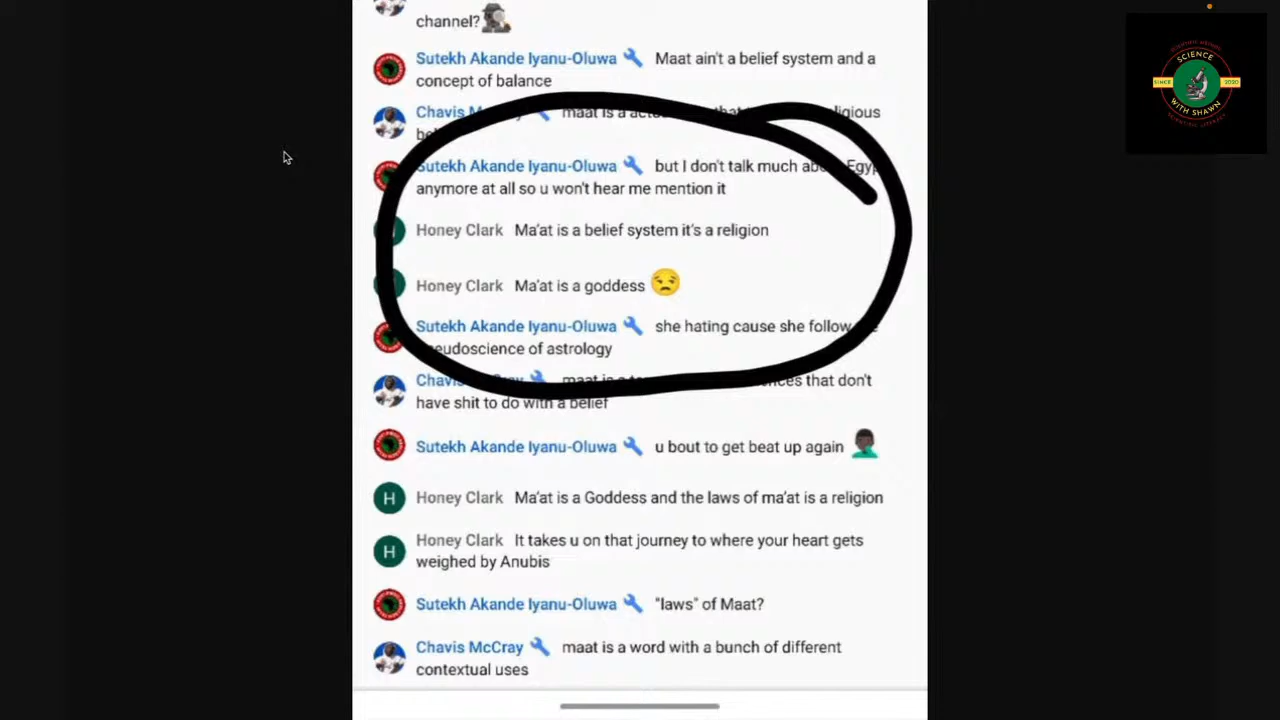 channel?
Sutekh Akande Iyanu-Oluwa Maat ain't a belief system and a
concept of balance
Chavis maat is a that religious
Sutekh Akande Iyanu-Oluwa but I don't talk much Egyp
anymore at all so u won't hear me mention it
Honey Clark Ma'at is a belief system it's a religion
Honey Clark Ma'at is a goddess
Sutekh Akande Iyanu-Oluwa she hating cause she follow
of astrology
Chavis McCray maat is a that don't
have shit to do with a belief
Sutekh Akande Iyanu-Oluwa u bout to get beat up again
H
Honey Clark Ma'at is a Goddess and the laws of ma'at is a religion
H
Honey Clark It takes u on that journey to where your heart gets
weighed by Anubis
Sutekh Akande Iyanu-Oluwa "laws" of Maat?
Chavis McCray maat is a word with a bunch of different
contextual uses
SCIENCE
SINCE 2020
WITH SHAWN
SCIENTIFIC LITERACY